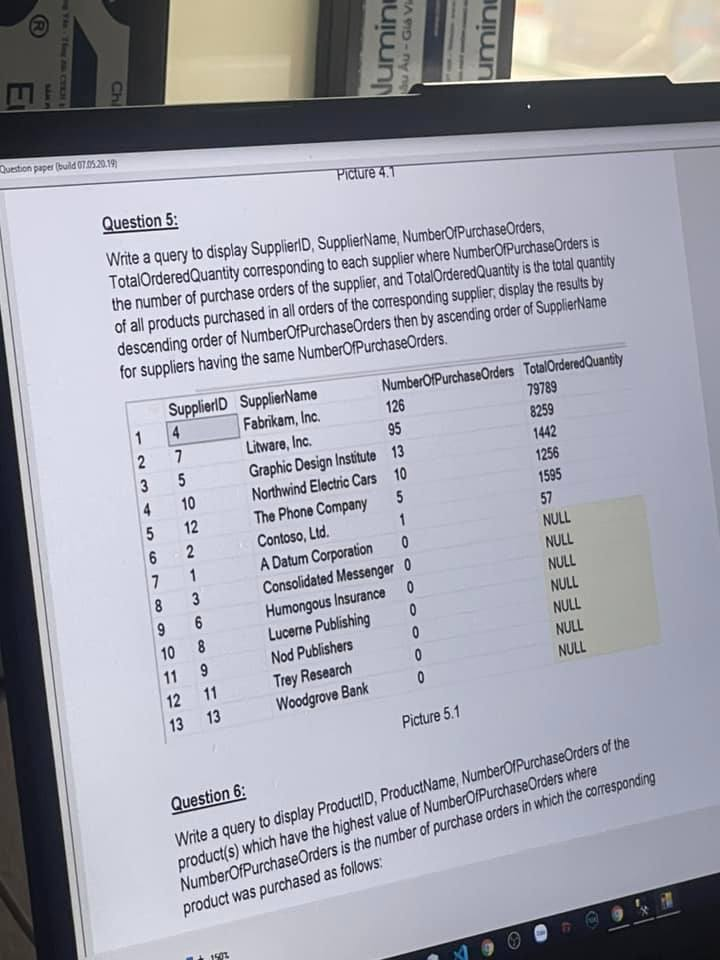 ®
Numin
umin
Question paper (build 07.05.20.19)
Picture 4.1
Question 5:
Write a query to display SupplierID, SupplierName, NumberOfPurchaseOrders,
TotalOrderedQuantity corresponding to each supplier where NumberOfPurchaseOrders is
the number of purchase orders of the supplier, and TotalOrderedQuantity is the total quantity
of all products purchased in all orders of the corresponding supplier; display the results by
descending order of NumberOfPurchaseOrders then by ascending order of SupplierName
for suppliers having the same NumberOfPurchaseOrders.
SupplierID SupplierName NumberOfPurchaseOrders TotalOrderedQuantity
1 4 Fabrikam, Inc. 126 79789
2 7 Litware, Inc. 95 8259
3 5 Graphic Design Institute 13 1442
4 10 Northwind Electric Cars 10 1256
5 12 The Phone Company 5 1595
6 2 Contoso, Ltd. 1 57
7 1 A Datum Corporation 0 NULL
8 3 Consolidated Messenger 0 NULL
9 6 Humongous Insurance 0 NULL
10 8 Lucerne Publishing 0 NULL
11 9 Nod Publishers 0 NULL
12 11 Trey Research 0 NULL
13 13 Woodgrove Bank 0 NULL
Picture 5.1
Question 6:
Write a query to display ProductID, ProductName, NumberOfPurchaseOrders of the
product(s) which have the highest value of NumberOfPurchaseOrders where
NumberOfPurchaseOrders is the number of purchase orders in which the corresponding
product was purchased as follows:
150%